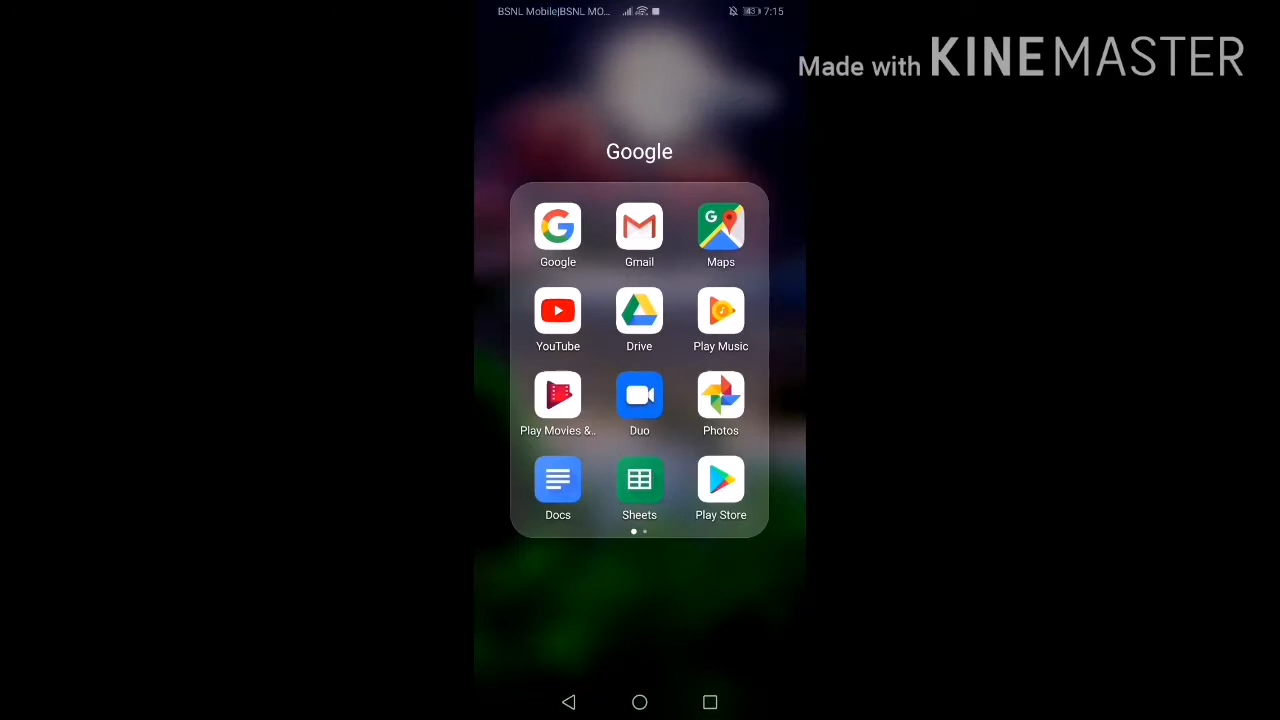 BSNL Mobile|BSNL MO... 43 7:15
Made with KINEMASTER
Google
Google Gmail Maps
YouTube Drive Play Music
Play Movies &.. Duo Photos
Docs Sheets Play Store